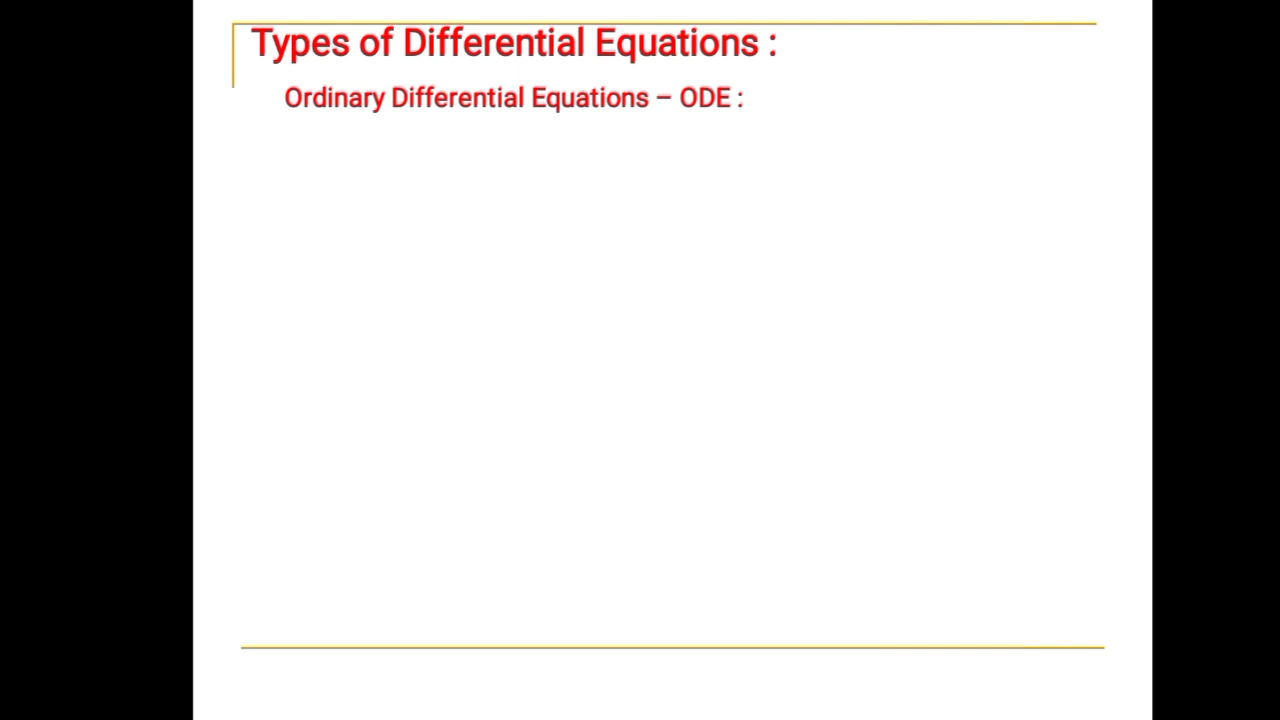 Types of Differential Equations :
Ordinary Differential Equations – ODE :